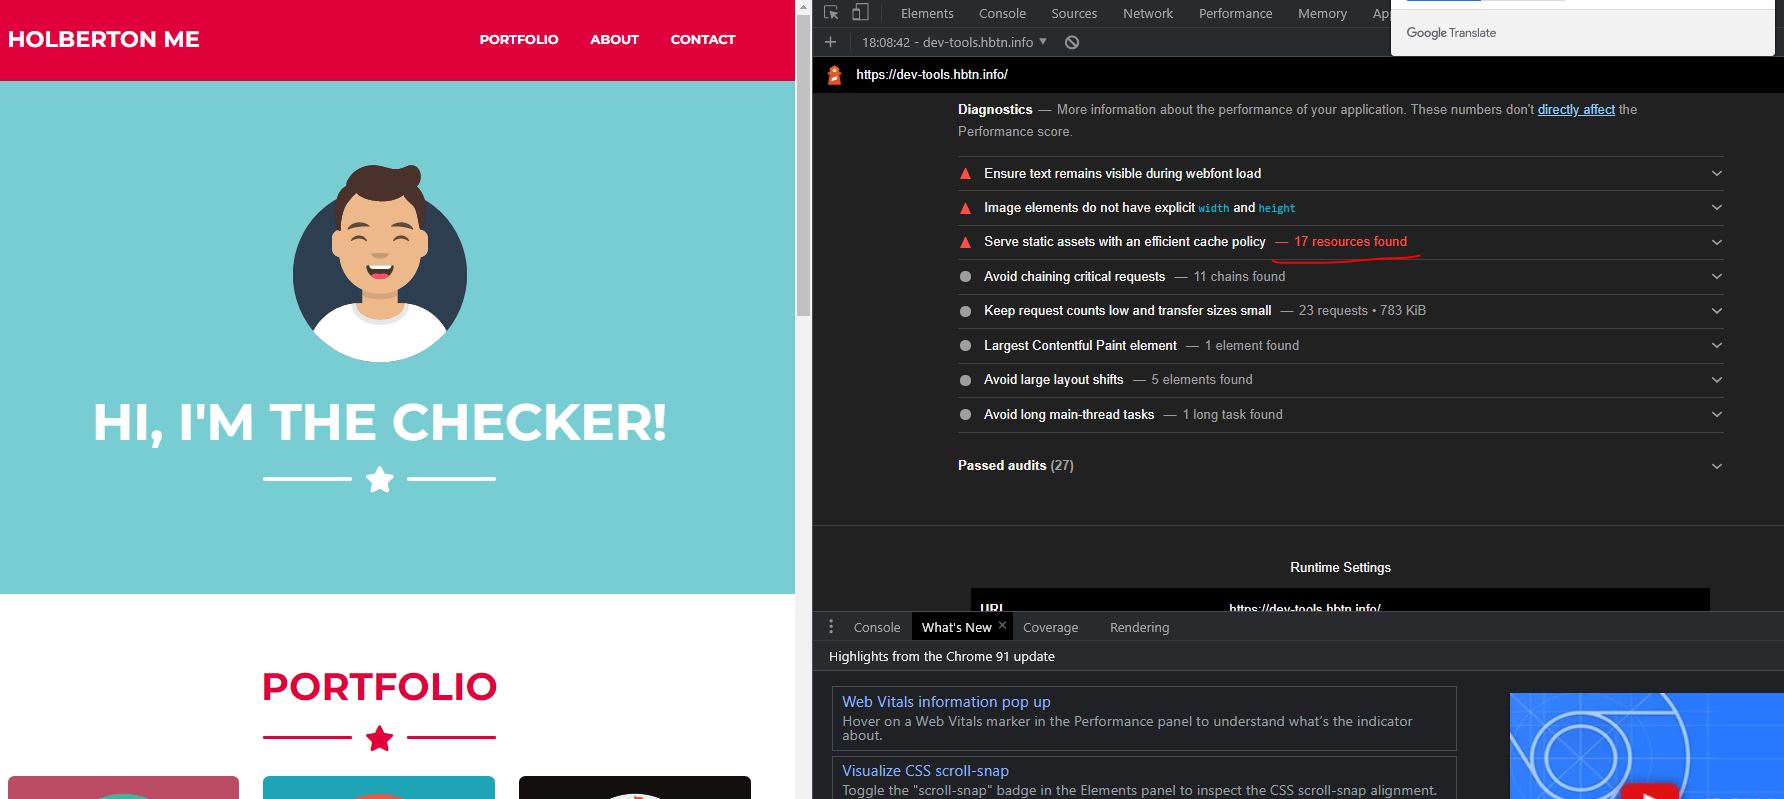 HOLBERTON ME
PORTFOLIO ABOUT CONTACT
HI, I'M THE CHECKER!
PORTFOLIO
Elements Console Sources Network Performance Memory
Google Translate
18:08:42 - dev-tools.hbtn.info
https://dev-tools.hbtn.info/
Diagnostics — More information about the performance of your application. These numbers don't directly affect the
Performance score.
Ensure text remains visible during webfont load
Image elements do not have explicit width and height
Serve static assets with an efficient cache policy — 17 resources found
Avoid chaining critical requests — 11 chains found
Keep request counts low and transfer sizes small — 23 requests • 783 KiB
Largest Contentful Paint element — 1 element found
Avoid large layout shifts — 5 elements found
Avoid long main-thread tasks — 1 long task found
Passed audits (27)
Runtime Settings
URL https://dev-tools.hbtn.info/
Console What's New Coverage Rendering
Highlights from the Chrome 91 update
Web Vitals information pop up
Hover on a Web Vitals marker in the Performance panel to understand what's the indicator
about.
Visualize CSS scroll-snap
Toggle the "scroll-snap" badge in the Elements panel to inspect the CSS scroll-snap alignment.